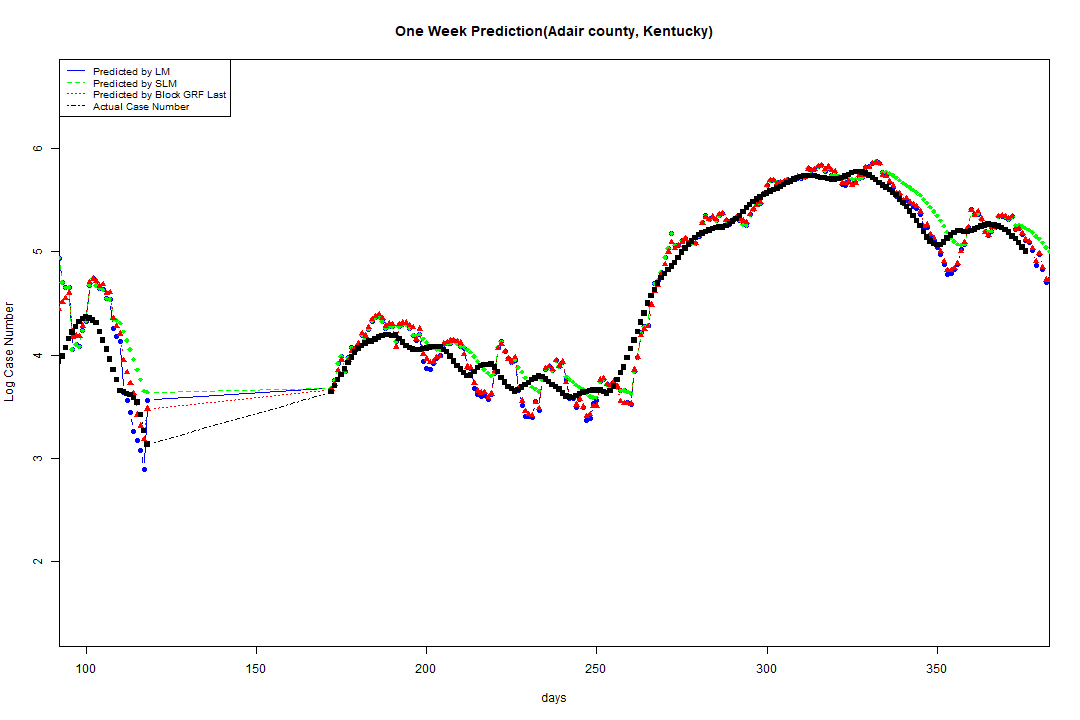 One Week Prediction(Adair county, Kentucky)
Predicted by LM
Predicted by SLM
Predicted by Block GRF Last
Actual Case Number
Log Case Number
6
5
4
3
2
100 150 200 250 300 350
days